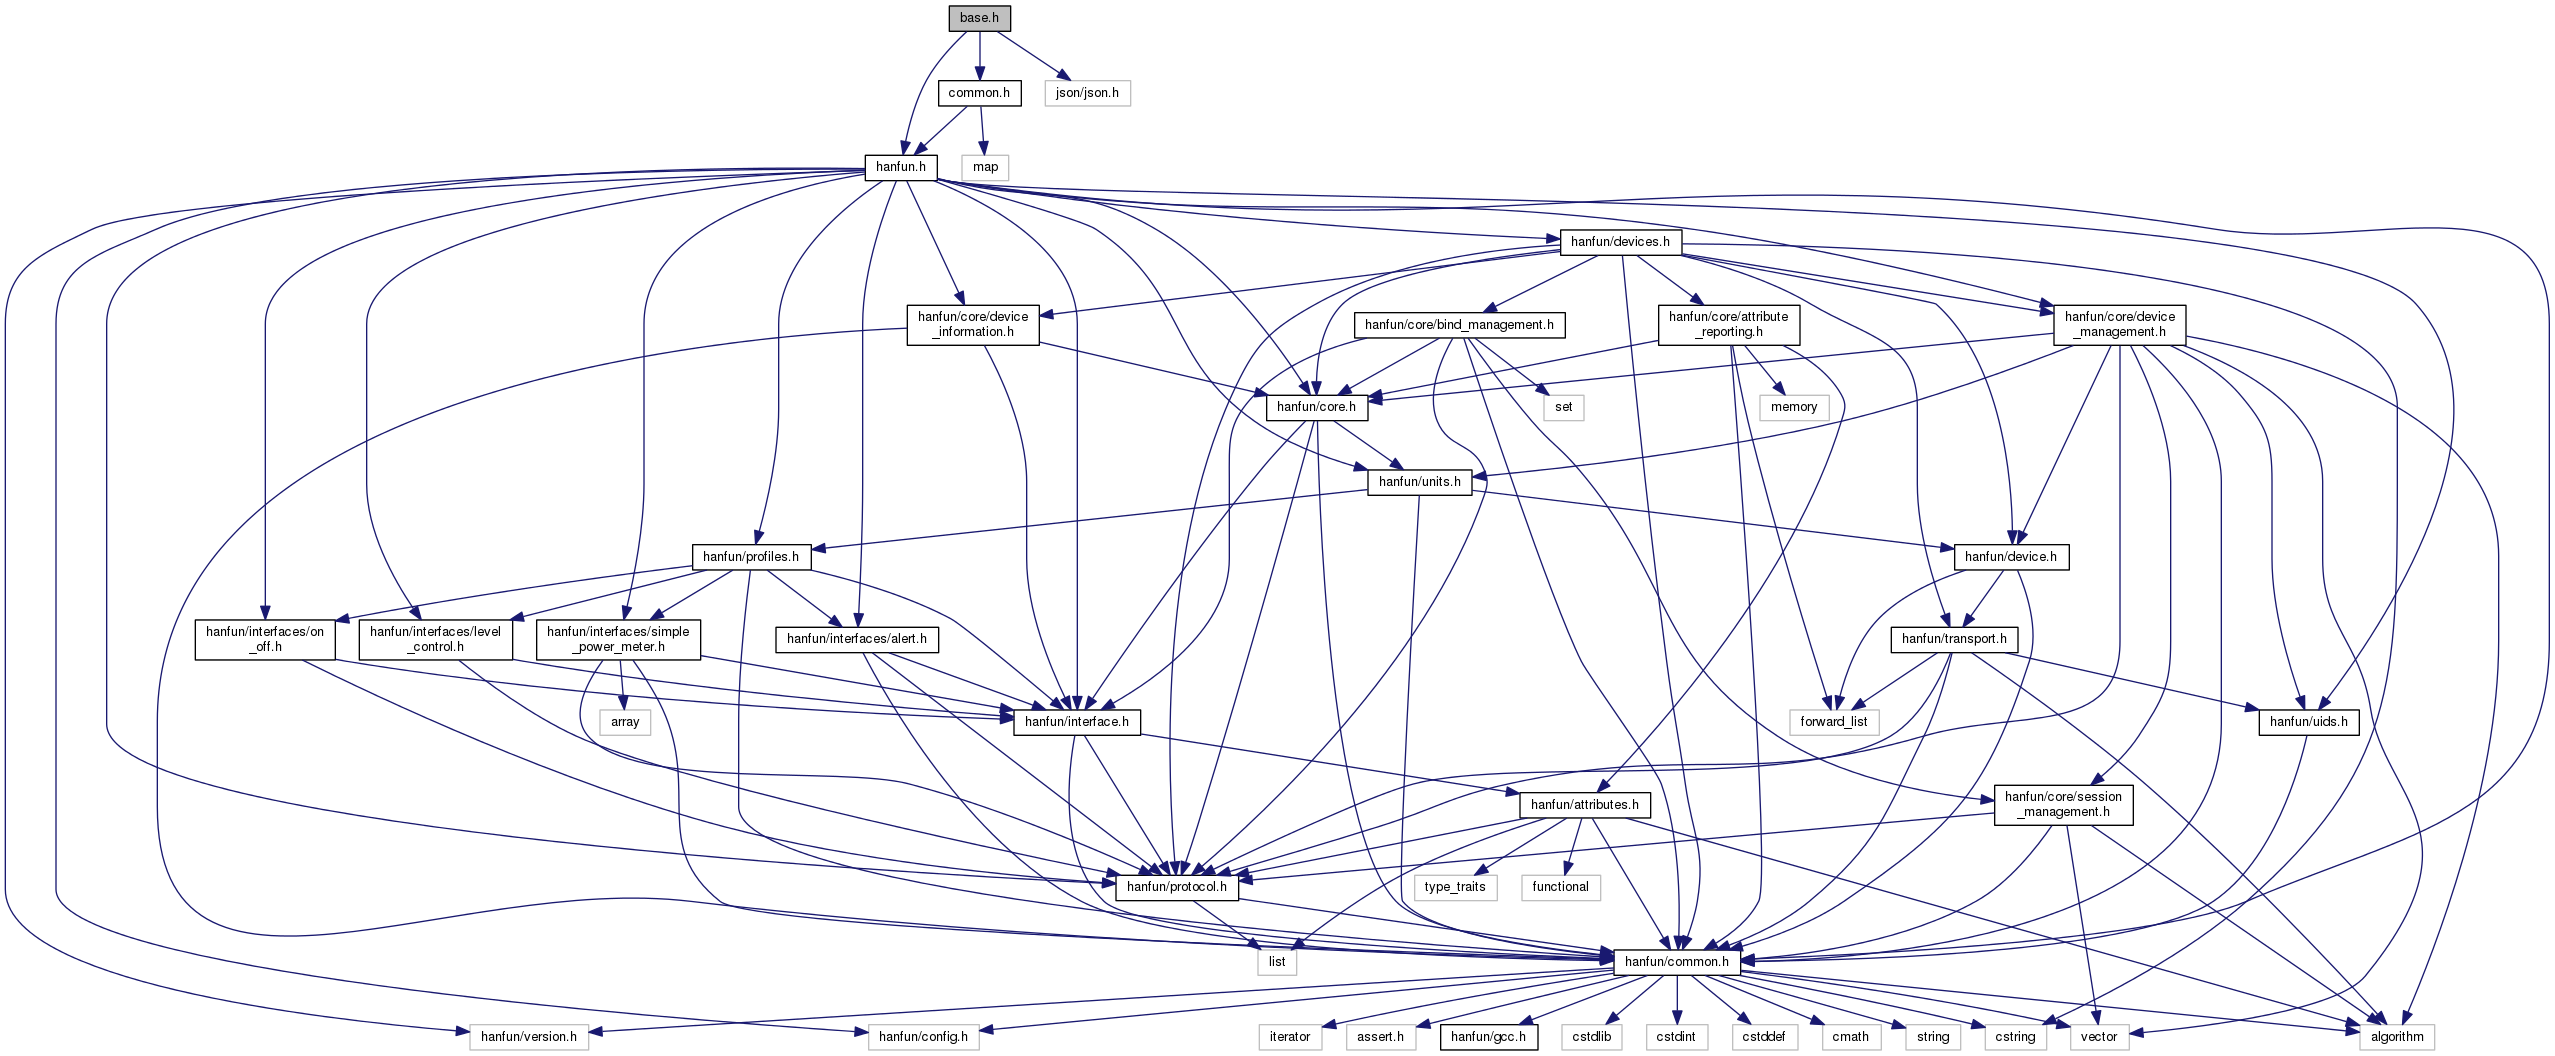 base.h
common.h
json/json.h
hanfun.h
map
hanfun/devices.h
hanfun/core/device
_information.h
hanfun/core/bind_management.h
hanfun/core/attribute
_reporting.h
hanfun/core/device
_management.h
hanfun/core.h
set
memory
hanfun/units.h
hanfun/profiles.h
hanfun/device.h
hanfun/interfaces/on
_off.h
hanfun/interfaces/level
_control.h
hanfun/interfaces/simple
_power_meter.h
hanfun/interfaces/alert.h
hanfun/transport.h
array
hanfun/interface.h
forward_list
hanfun/uids.h
hanfun/attributes.h
hanfun/core/session
_management.h
hanfun/protocol.h
type_traits
functional
list
hanfun/common.h
hanfun/version.h
hanfun/config.h
iterator
assert.h
hanfun/gcc.h
cstdlib
cstdint
cstddef
cmath
string
cstring
vector
algorithm